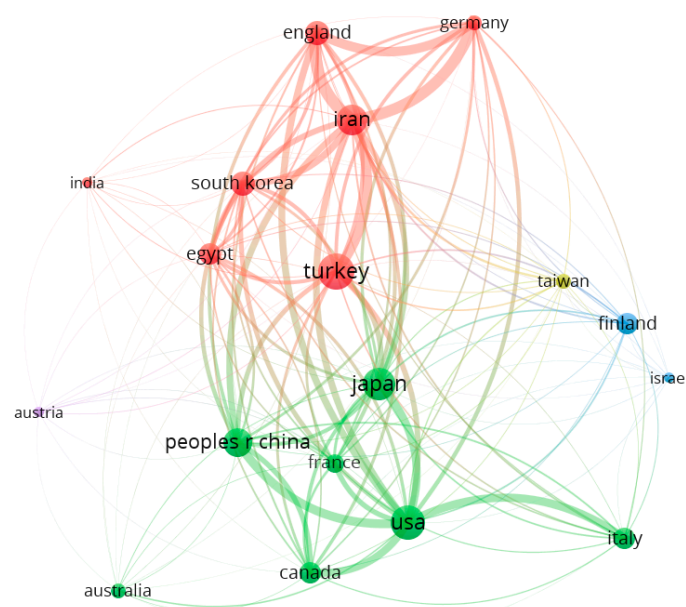 germany
england
iran
india
south korea
egypt
turkey
taiwan
finland
israe
japan
austria
peoples r china
france
usa
italy
canada
australia